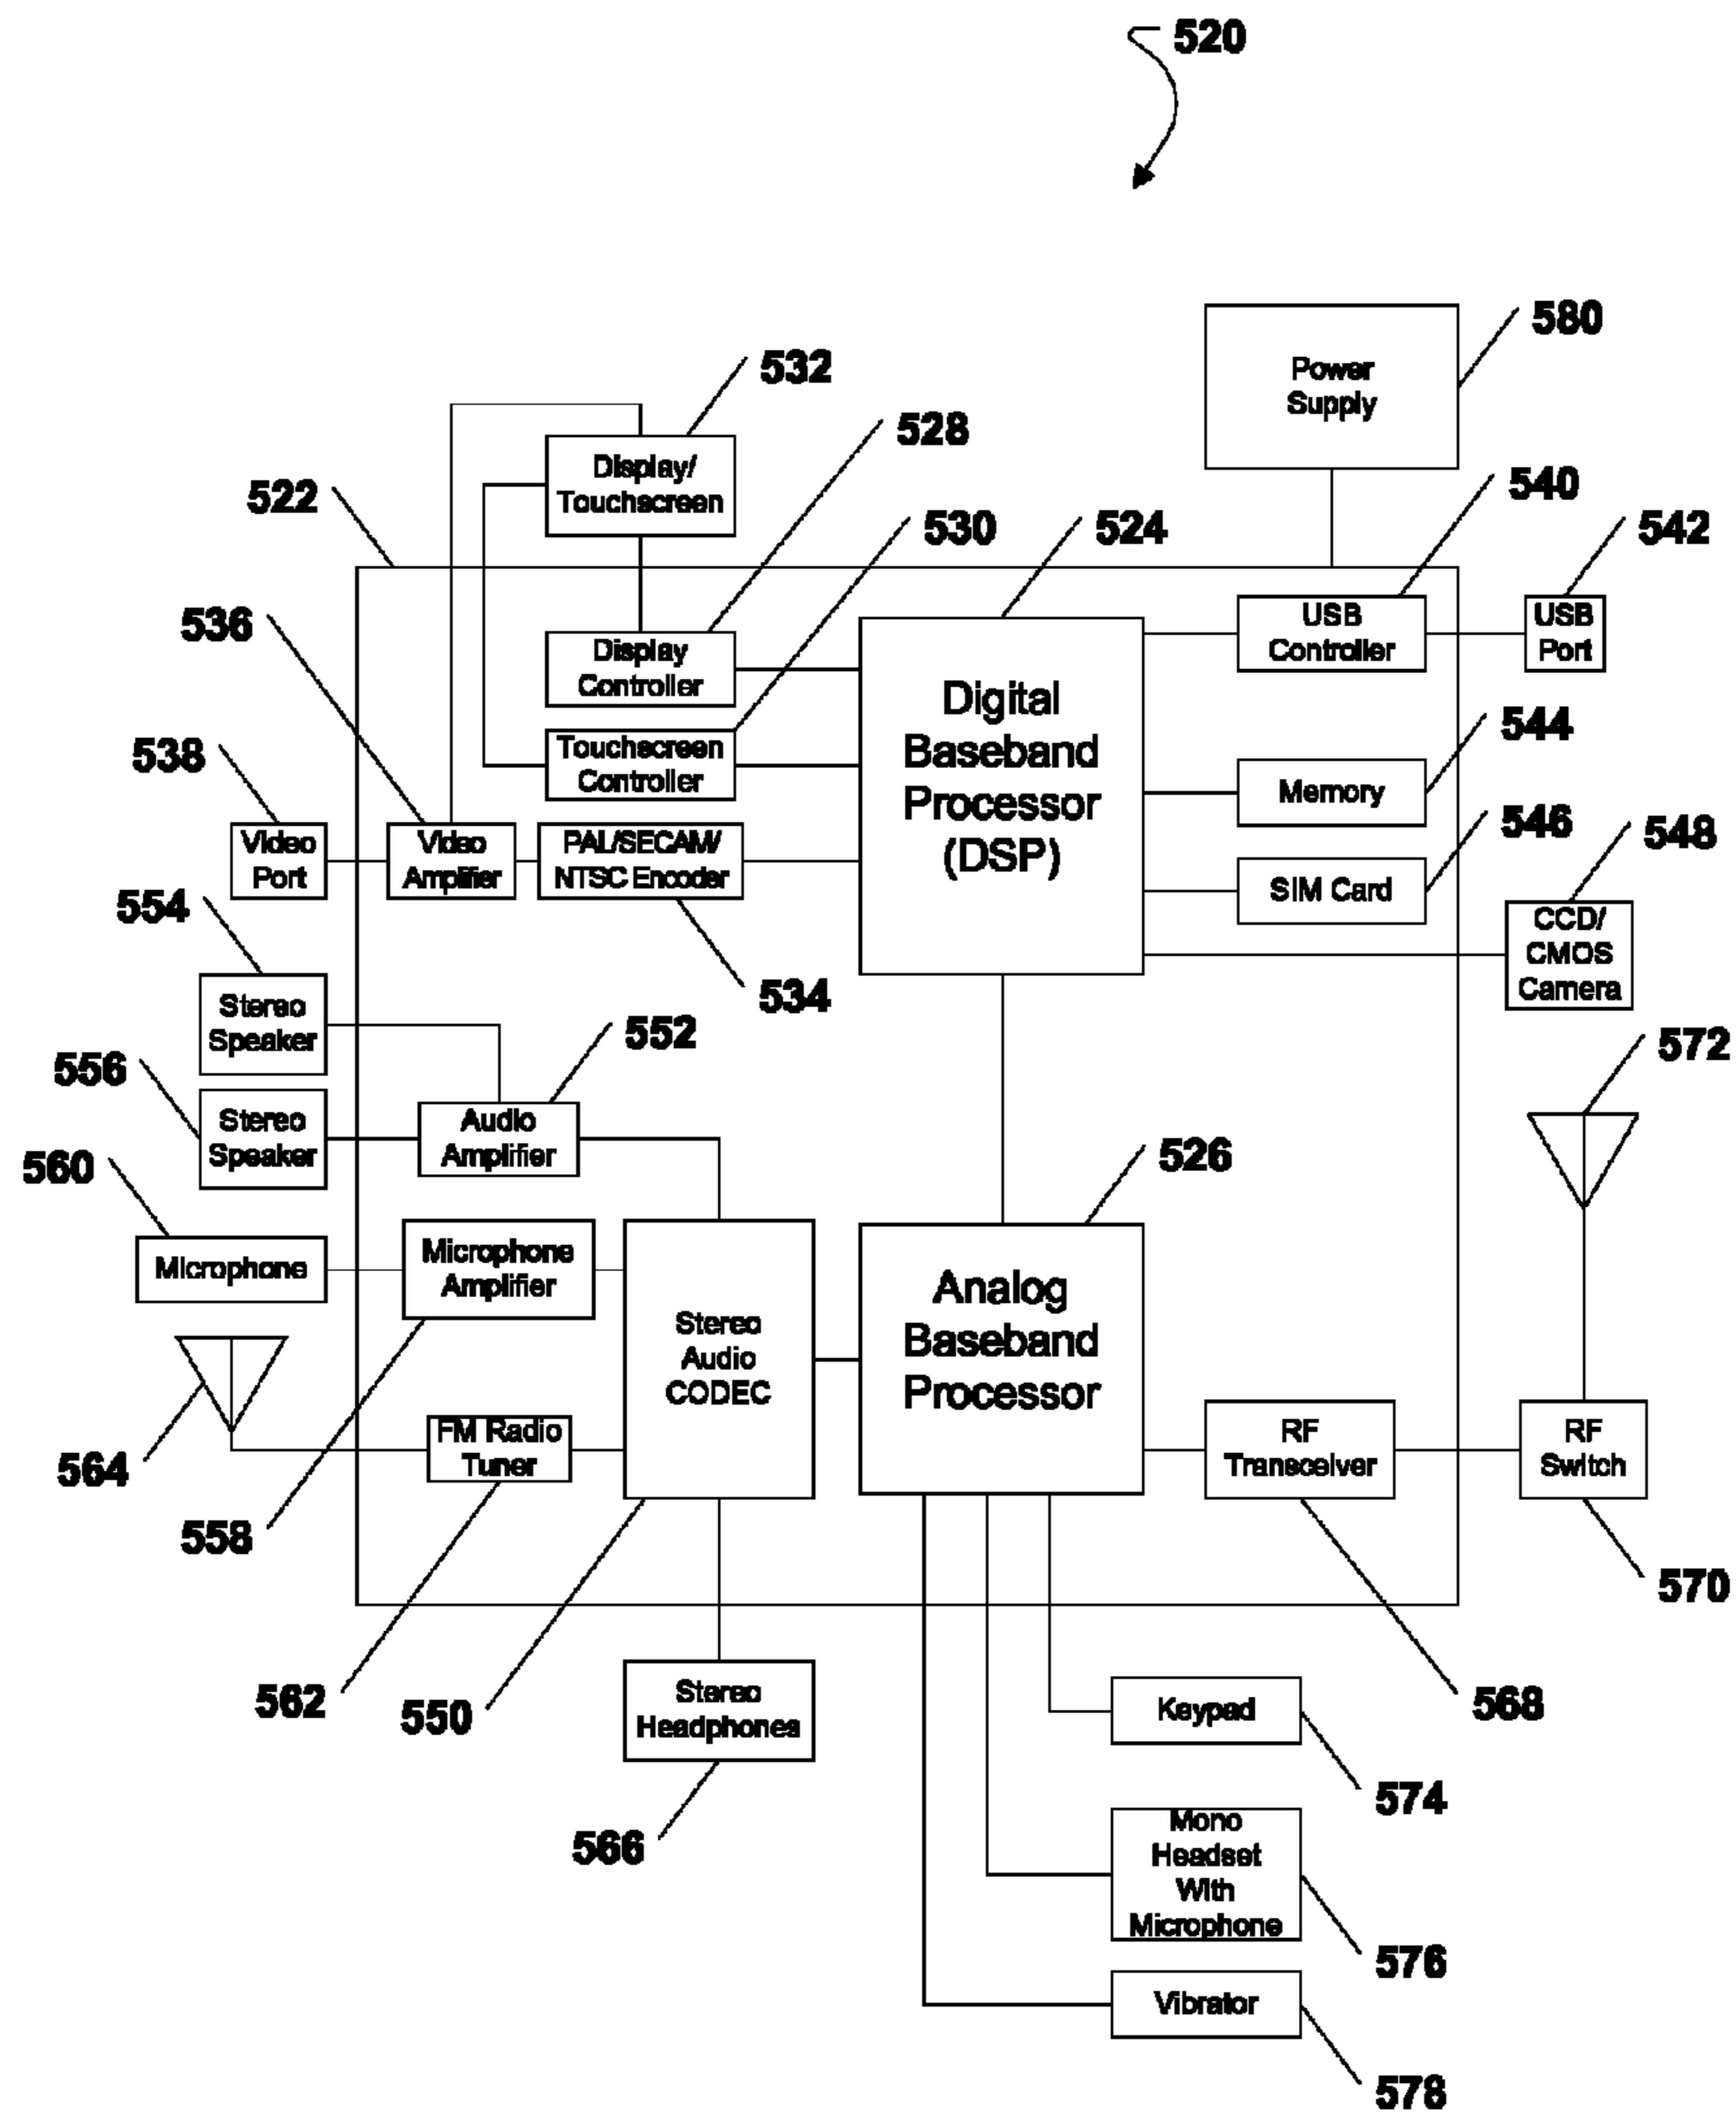 520
580
Power
Supply
532
528
Display/
Touchscreen
522
530
524
540
542
536
USB
Controller
USB
Port
Display
Controller
Digital
Baseband
Processor
(DSP)
544
538
Touchscreen
Controller
Memory
546
548
Video
Port
Video
Amplifier
PAL/SECAM/
NTSC Encoder
SIM Card
554
CCD/
CMOS
Camera
534
Stereo
Speaker
552
572
556
Stereo
Speaker
Audio
Amplifier
526
560
Microphone
Microphone
Amplifier
Stereo
Audio
CODEC
Analog
Baseband
Processor
564
FM Radio
Tuner
RF
Transceiver
RF
Switch
558
570
562
550
Stereo
Headphones
Keypad
568
574
566
Mono
Headset
With
Microphone
576
Vibrator
578